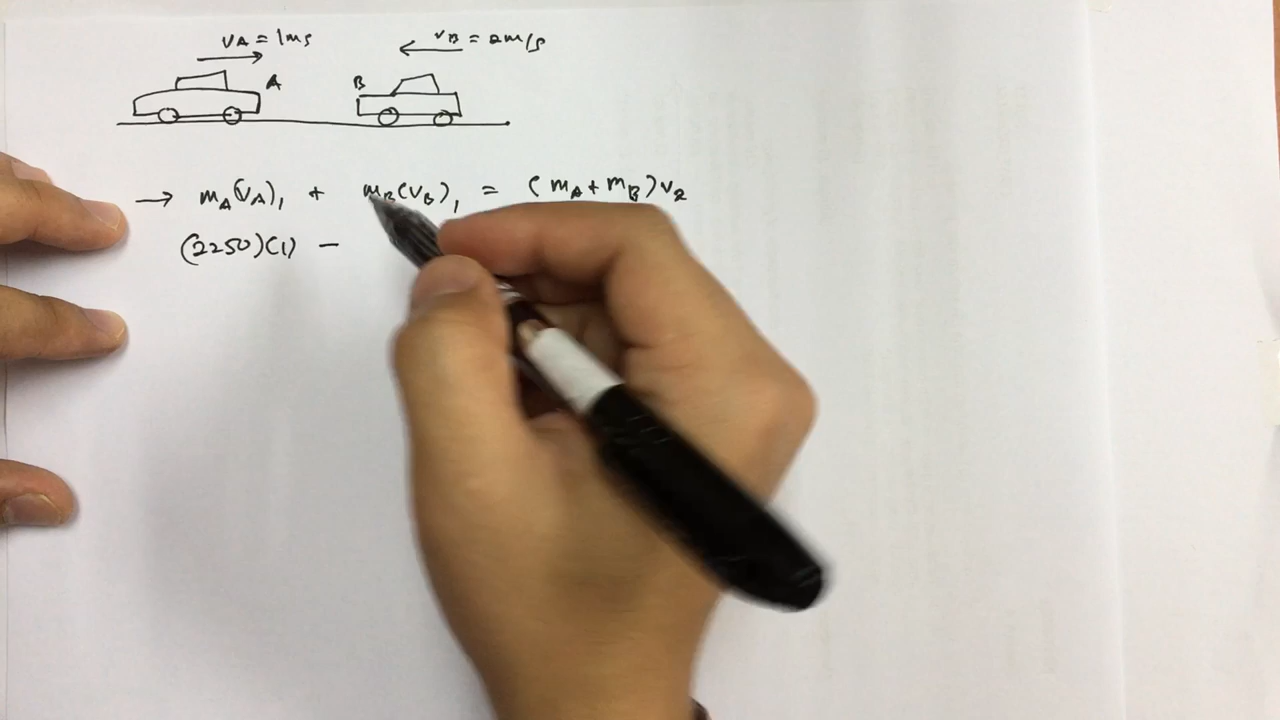 vA = 1ms vB = 2m/s
A B
→ mA(vA)1 + mB(vB)1 = (mA + mB)v2
(2250)(1) −